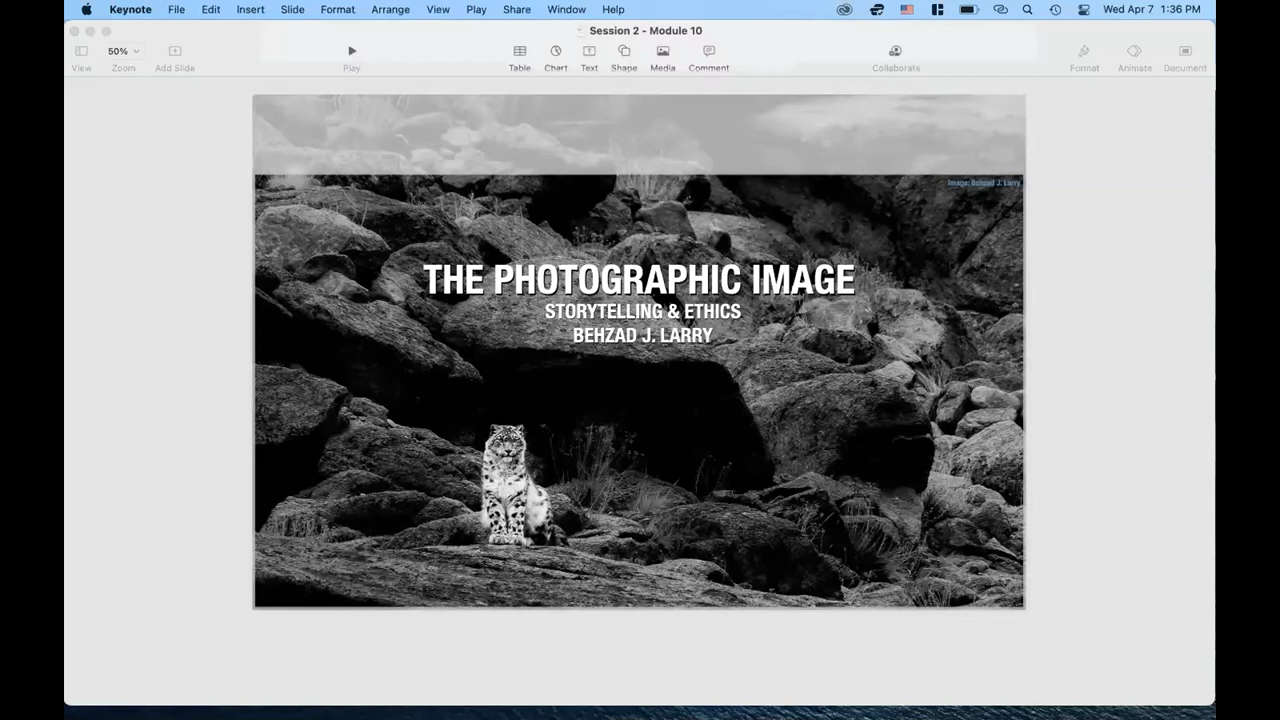 Keynote File Edit Insert Slide Format Arrange View Play Share Window Help Wed Apr 7 1:36 PM
Session 2 - Module 10
50%
View Zoom Add Slide Play Table Chart Text Shape Media Comment Collaborate Format Animate Document
Image: Behzad J. Larry
THE PHOTOGRAPHIC IMAGE
STORYTELLING & ETHICS
BEHZAD J. LARRY